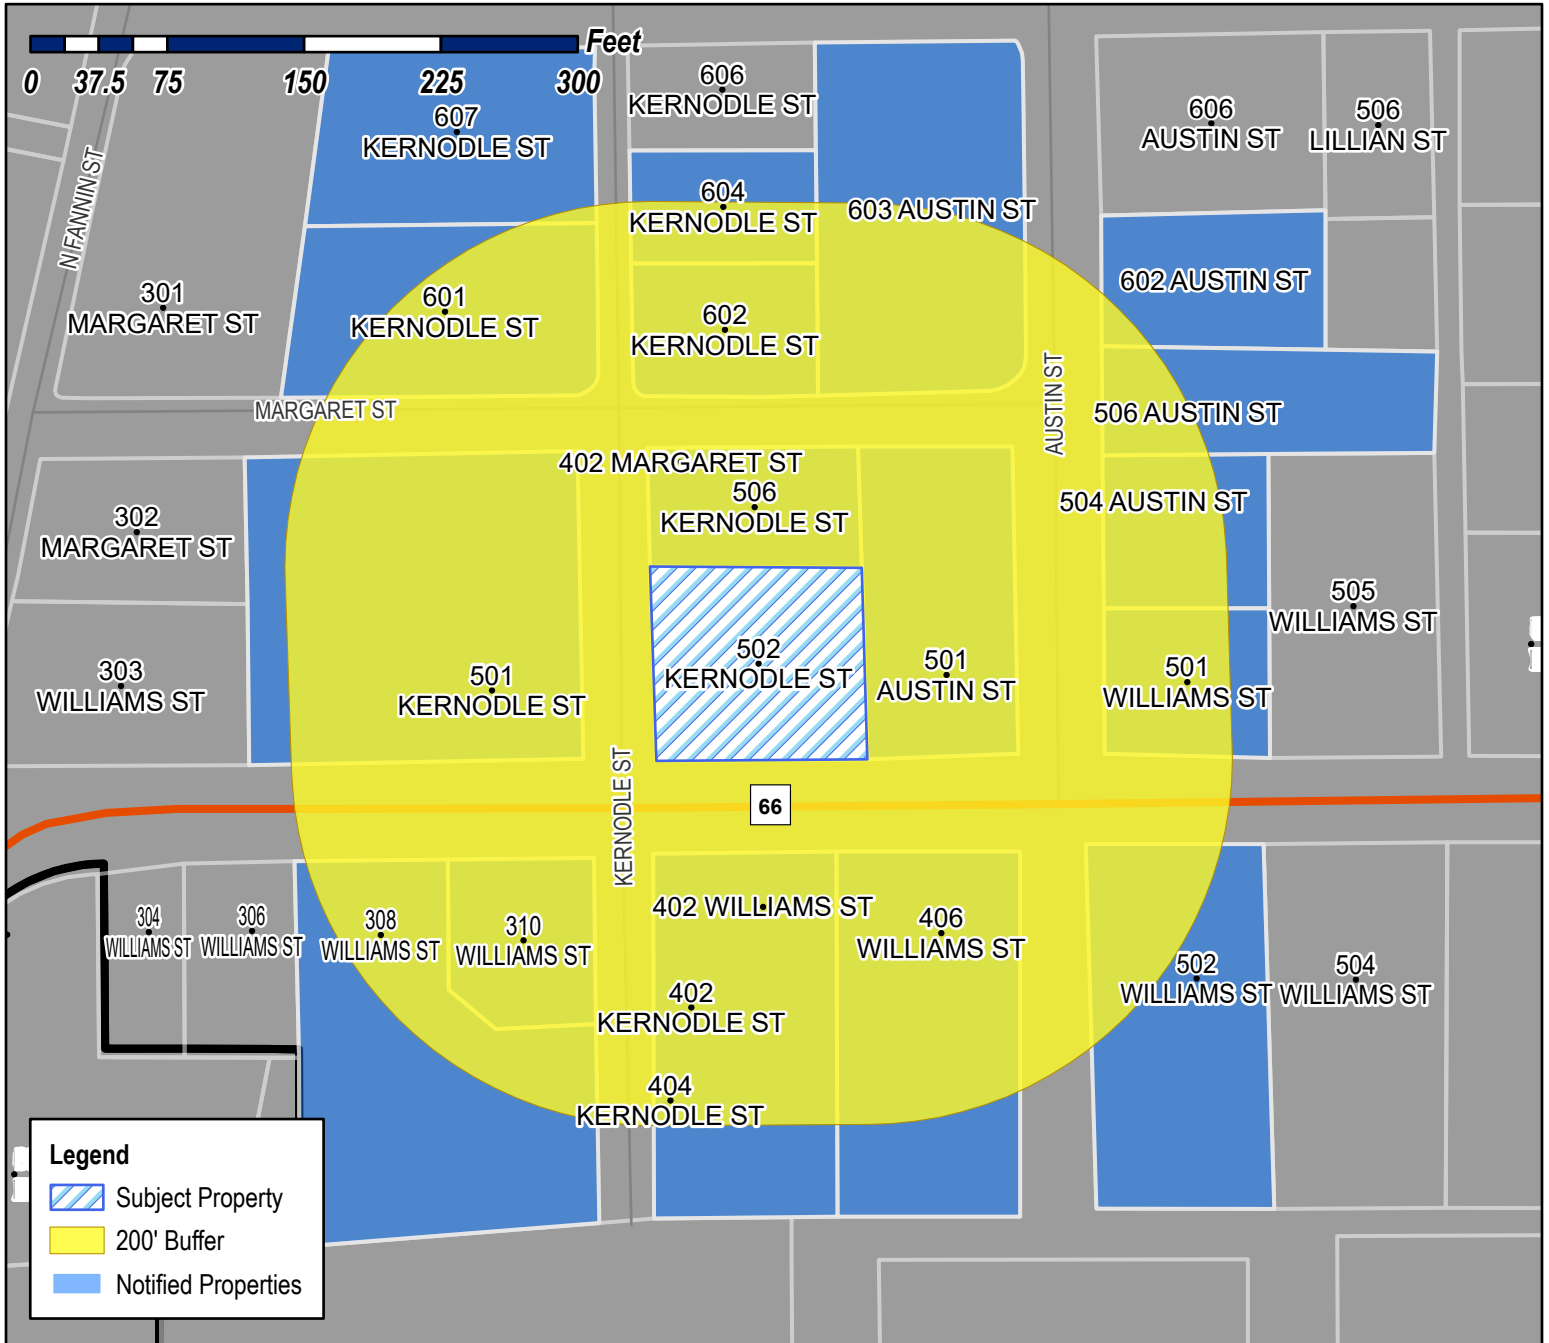 Feet
0 37.5 75 150 225 300
606
KERNODLE ST
607
KERNODLE ST
606
AUSTIN ST
506
LILLIAN ST
N FANNIN ST
604
KERNODLE ST
603 AUSTIN ST
602 AUSTIN ST
301
MARGARET ST
601
KERNODLE ST
602
KERNODLE ST
MARGARET ST
AUSTIN ST
506 AUSTIN ST
402 MARGARET ST
506
KERNODLE ST
504 AUSTIN ST
302
MARGARET ST
505
WILLIAMS ST
502
KERNODLE ST
501
AUSTIN ST
501
WILLIAMS ST
303
WILLIAMS ST
501
KERNODLE ST
KERNODLE ST
66
304
WILLIAMS ST
306
WILLIAMS ST
308
WILLIAMS ST
310
WILLIAMS ST
402 WILLIAMS ST
406
WILLIAMS ST
502
WILLIAMS ST
504
WILLIAMS ST
402
KERNODLE ST
404
KERNODLE ST
Legend
Subject Property
200' Buffer
Notified Properties